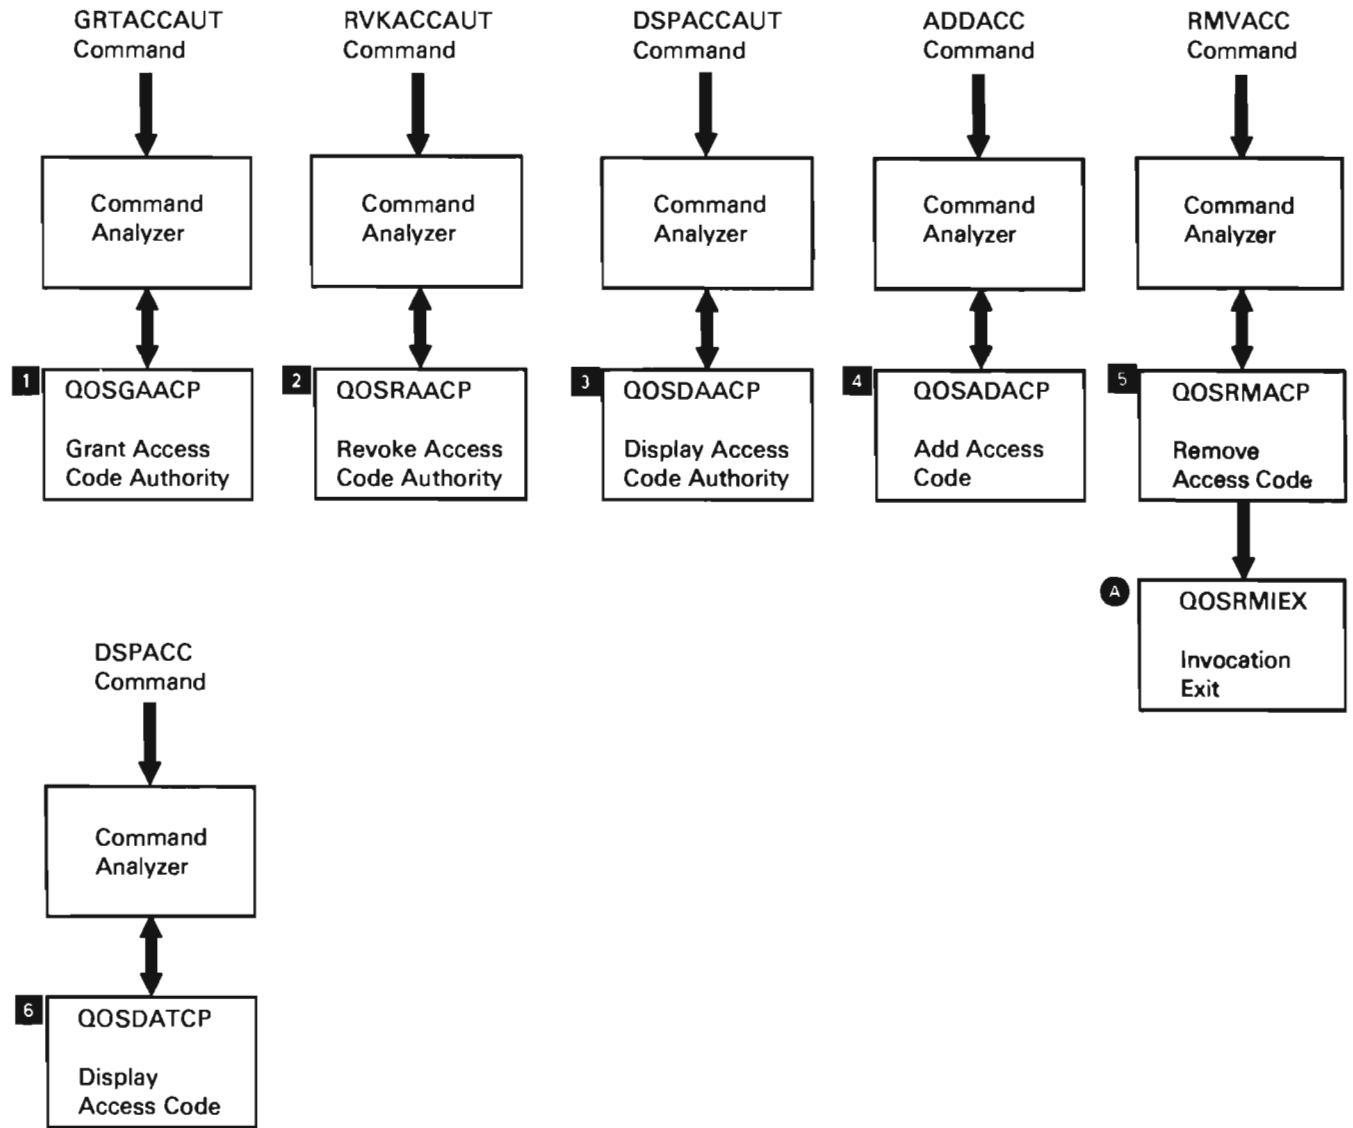 GRTACCAUT
Command
RVKACCAUT
Command
DSPACCAUT
Command
ADDACC
Command
RMVACC
Command
Command
Analyzer
Command
Analyzer
Command
Analyzer
Command
Analyzer
Command
Analyzer
1
QOSGAACP
Grant Access
Code Authority
2
QOSRAACP
Revoke Access
Code Authority
3
QOSDAACP
Display Access
Code Authority
4
QOSADACP
Add Access
Code
5
QOSRMACP
Remove
Access Code
A
QOSRMIEX
Invocation
Exit
DSPACC
Command
Command
Analyzer
6
QOSDATCP
Display
Access Code